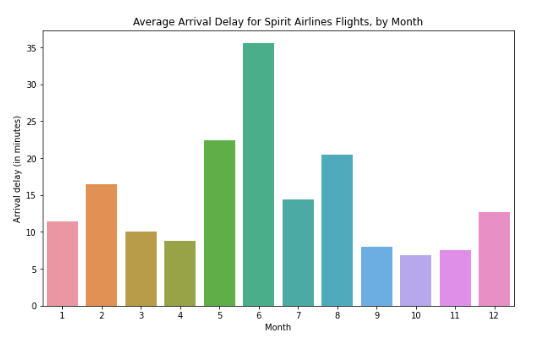 Average Arrival Delay for Spirit Airlines Flights, by Month
Arrival delay (in minutes)
35
30
25
20
15
10
5
0
1 2 3 4 5 6 7 8 9 10 11 12
Month